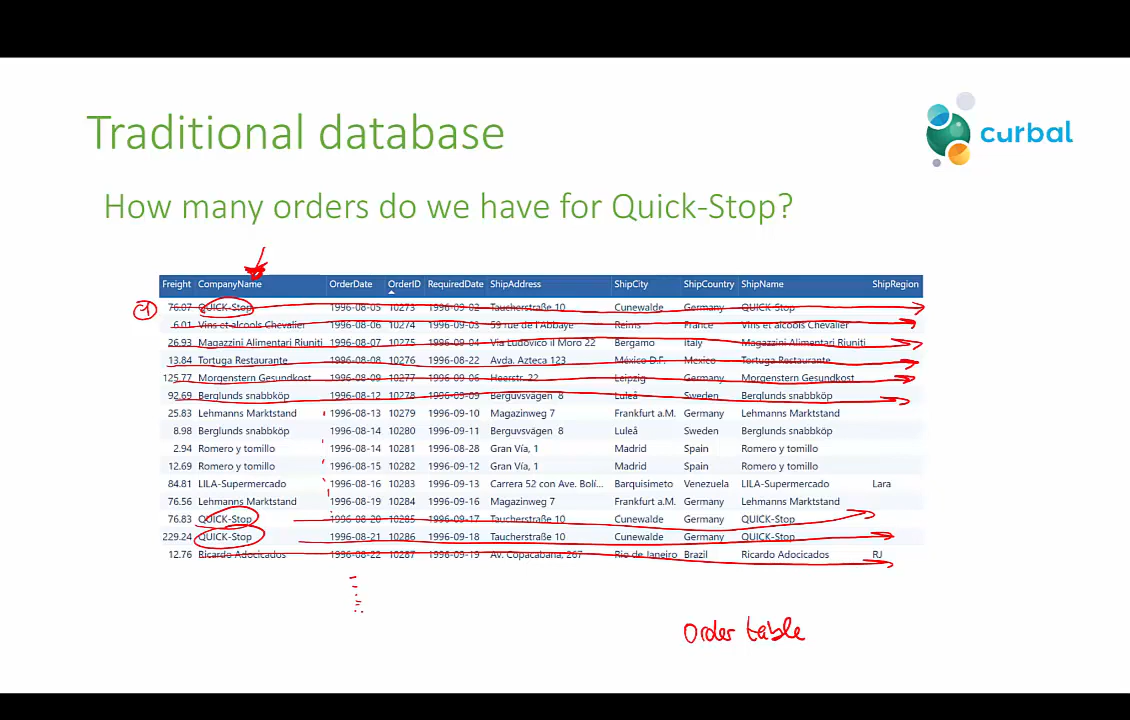 Traditional database
curbal
How many orders do we have for Quick-Stop?
Freight CompanyName OrderDate OrderID RequiredDate ShipAddress ShipCity ShipCountry ShipName ShipRegion
1 76.07 QUICK-Stop 1996-08-05 10273 1996-09-02 Taucherstraße 10 Cunewalde Germany QUICK-Stop
6.01 Vins et alcools Chevalier 1996-08-06 10274 1996-09-03 59 rue de l'Abbaye Reims France Vins et alcools Chevalier
26.93 Magazzini Alimentari Riuniti 1996-08-07 10275 1996-09-04 Via Ludovico il Moro 22 Bergamo Italy Magazzini Alimentari Riuniti
13.84 Tortuga Restaurante 1996-08-08 10276 1996-08-22 Avda. Azteca 123 México D.F. Mexico Tortuga Restaurante
125.77 Morgenstern Gesundkost 1996-08-09 10277 1996-09-06 Heerstr. 22 Leipzig Germany Morgenstern Gesundkost
92.69 Berglunds snabbköp 1996-08-12 10278 1996-09-09 Berguvsvägen 8 Luleå Sweden Berglunds snabbköp
25.83 Lehmanns Marktstand 1996-08-13 10279 1996-09-10 Magazinweg 7 Frankfurt a.M. Germany Lehmanns Marktstand
8.98 Berglunds snabbköp 1996-08-14 10280 1996-09-11 Berguvsvägen 8 Luleå Sweden Berglunds snabbköp
2.94 Romero y tomillo 1996-08-14 10281 1996-08-28 Gran Vía, 1 Madrid Spain Romero y tomillo
12.69 Romero y tomillo 1996-08-15 10282 1996-09-12 Gran Vía, 1 Madrid Spain Romero y tomillo
84.81 LILA-Supermercado 1996-08-16 10283 1996-09-13 Carrera 52 con Ave. Bolí... Barquisimeto Venezuela LILA-Supermercado Lara
76.56 Lehmanns Marktstand 1996-08-19 10284 1996-09-16 Magazinweg 7 Frankfurt a.M. Germany Lehmanns Marktstand
76.83 QUICK-Stop 1996-08-20 10285 1996-09-17 Taucherstraße 10 Cunewalde Germany QUICK-Stop
229.24 QUICK-Stop 1996-08-21 10286 1996-09-18 Taucherstraße 10 Cunewalde Germany QUICK-Stop
12.76 Ricardo Adocicados 1996-08-22 10287 1996-09-19 Av. Copacabana, 267 Rio de Janeiro Brazil Ricardo Adocicados RJ
Order table